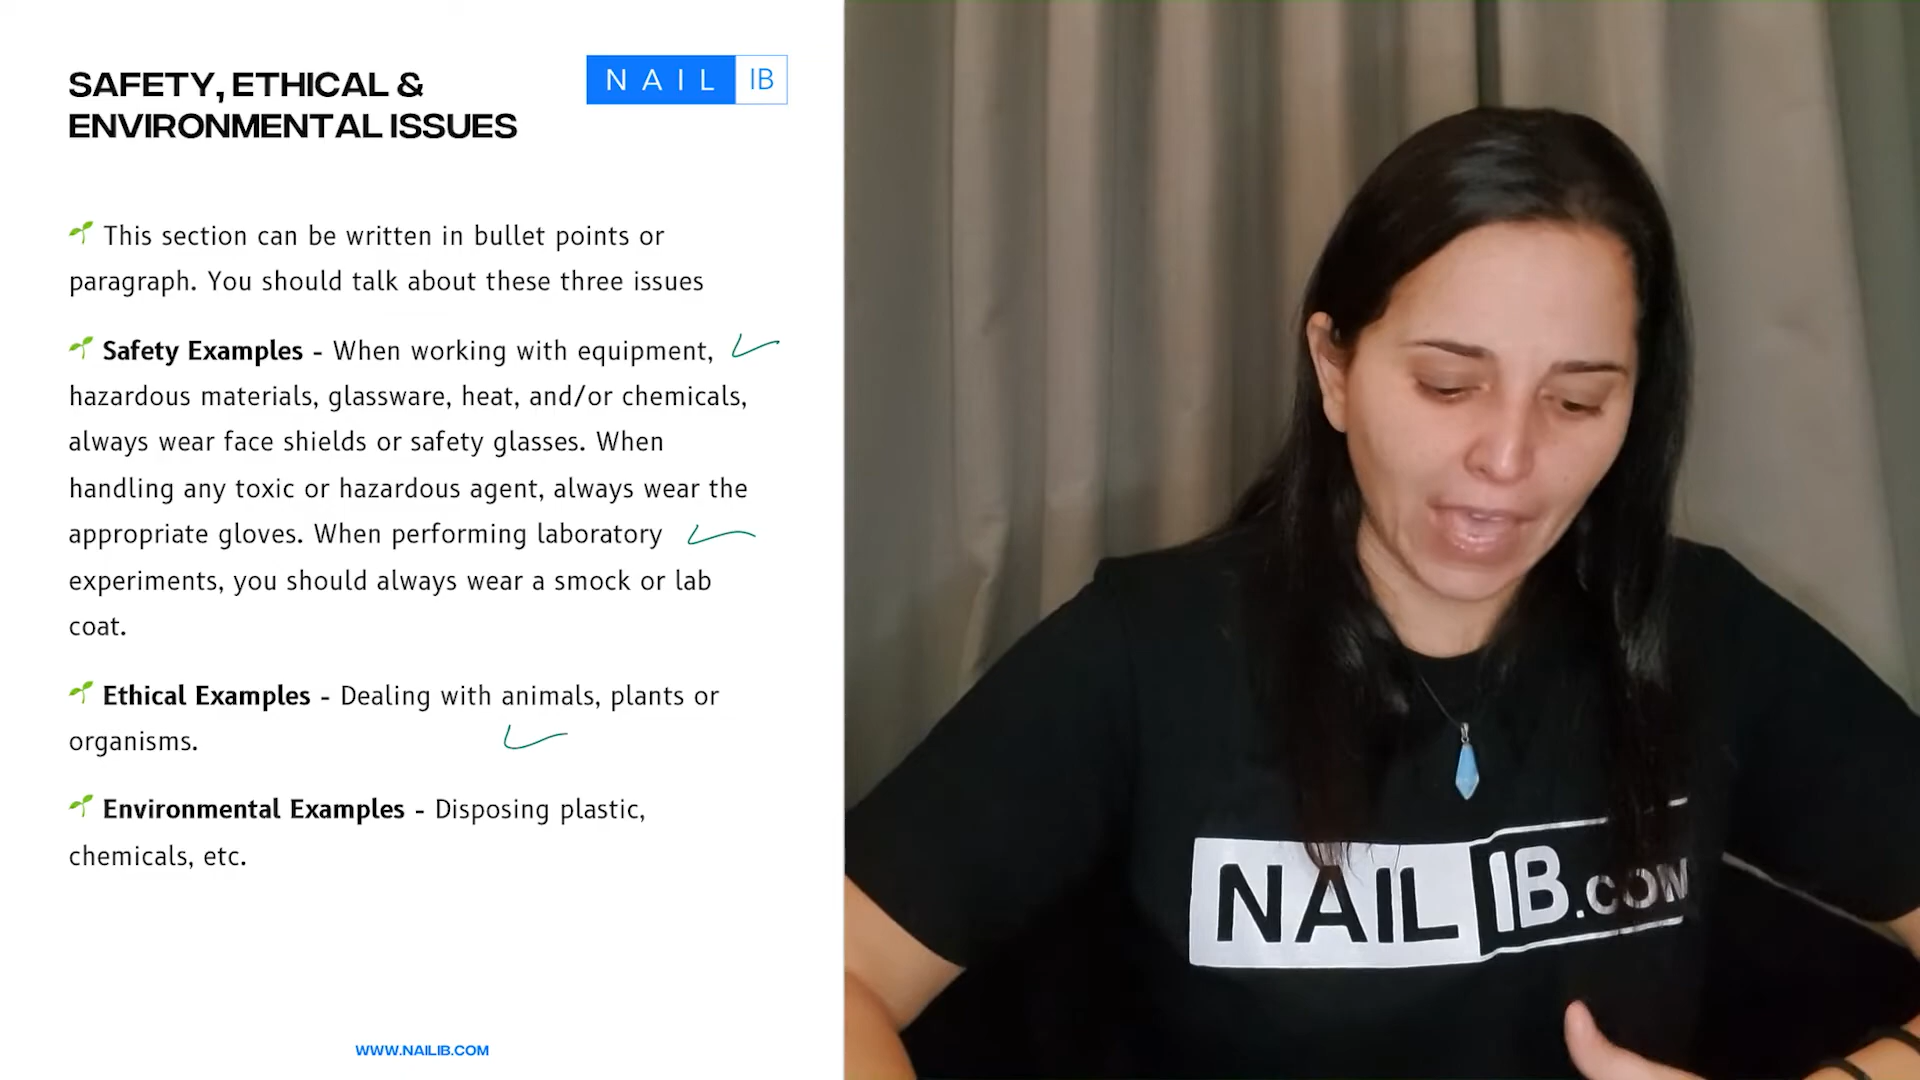 SAFETY, ETHICAL &
ENVIRONMENTAL ISSUES
NAIL IB
This section can be written in bullet points or
paragraph. You should talk about these three issues
Safety Examples - When working with equipment,
hazardous materials, glassware, heat, and/or chemicals,
always wear face shields or safety glasses. When
handling any toxic or hazardous agent, always wear the
appropriate gloves. When performing laboratory
experiments, you should always wear a smock or lab
coat.
Ethical Examples - Dealing with animals, plants or
organisms.
Environmental Examples - Disposing plastic,
chemicals, etc.
WWW.NAILIB.COM
NAIL IB.COM